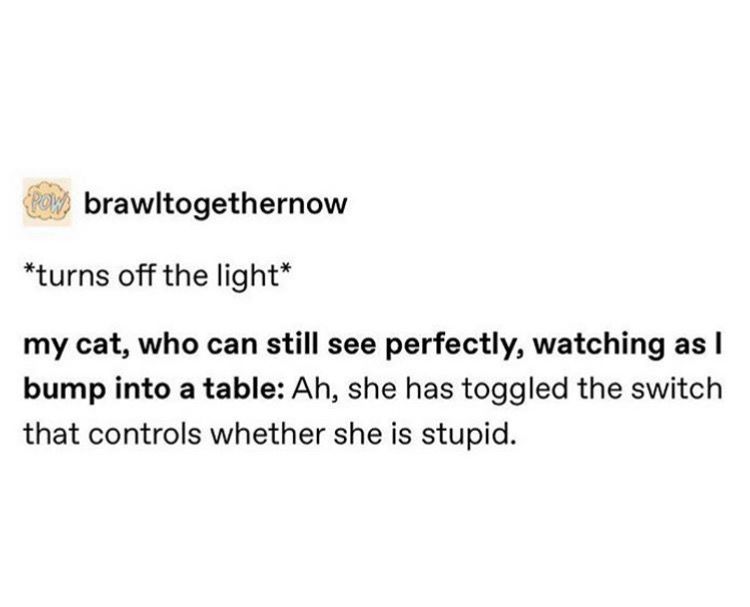 POW
brawltogethernow
*turns off the light*
my cat, who can still see perfectly, watching as I
bump into a table: Ah, she has toggled the switch
that controls whether she is stupid.